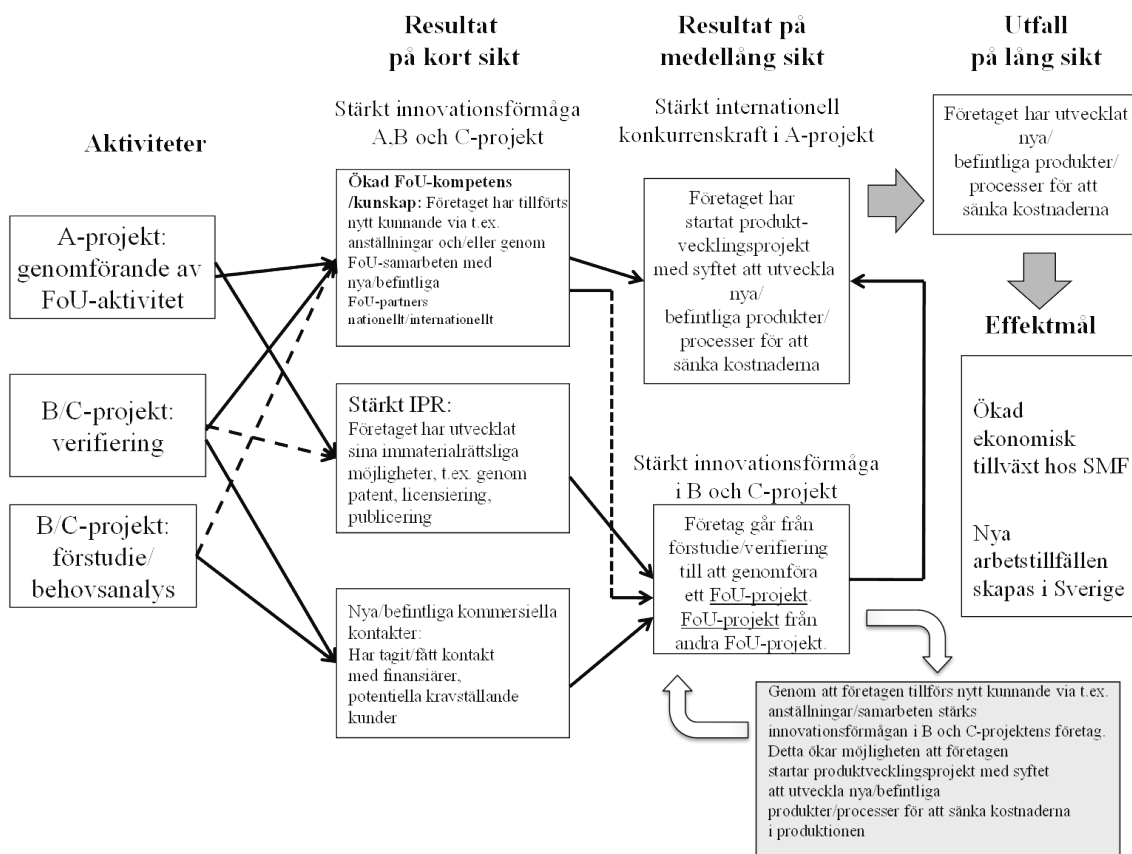 Aktiviteter
A-projekt:
genomförande av
FoU-aktivitet
B/C-projekt:
verifiering
B/C-projekt:
förstudie/
behovsanalys
Resultat
på kort sikt
Stärkt innovationsförmåga
A,B och C-projekt
Ökad FoU-kompetens
/kunskap: Företaget har tillförts
nytt kunnande via t.ex.
anställningar och/eller genom
FoU-samarbeten med
nya/befintliga
FoU-partners
nationellt/internationellt
Stärkt IPR:
Företaget har utvecklat
sina immaterialrättsliga
möjligheter, t.ex. genom
patent, licensiering,
publicering
Nya/befintliga kommersiella
kontakter:
Har tagit/fått kontakt
med finansiärer,
potentiella kravställande
kunder
Resultat på
medellång sikt
Stärkt internationell
konkurrenskraft i A-projekt
Företaget har
startat produkt-
vecklingsprojekt
med syftet att utveckla
nya/
befintliga produkter/
processer för att
sänka kostnaderna
Stärkt innovationsförmåga
i B och C-projekt
Företag går från
förstudie/verifiering
till att genomföra
ett FoU-projekt.
FoU-projekt från
andra FoU-projekt.
Utfall
på lång sikt
Företaget har utvecklat
nya/
befintliga produkter/
processer för att
sänka kostnaderna
Effektmål
Ökad
ekonomisk
tillväxt hos SMF
Nya
arbetstillfällen
skapas i Sverige
Genom att företagen tillförs nytt kunnande via t.ex.
anställningar/samarbeten stärks
innovationsförmågan i B och C-projektens företag.
Detta ökar möjligheten att företagen
startar produktvecklingsprojekt med syftet
att utveckla nya/befintliga
produkter/processer för att sänka kostnaderna
i produktionen